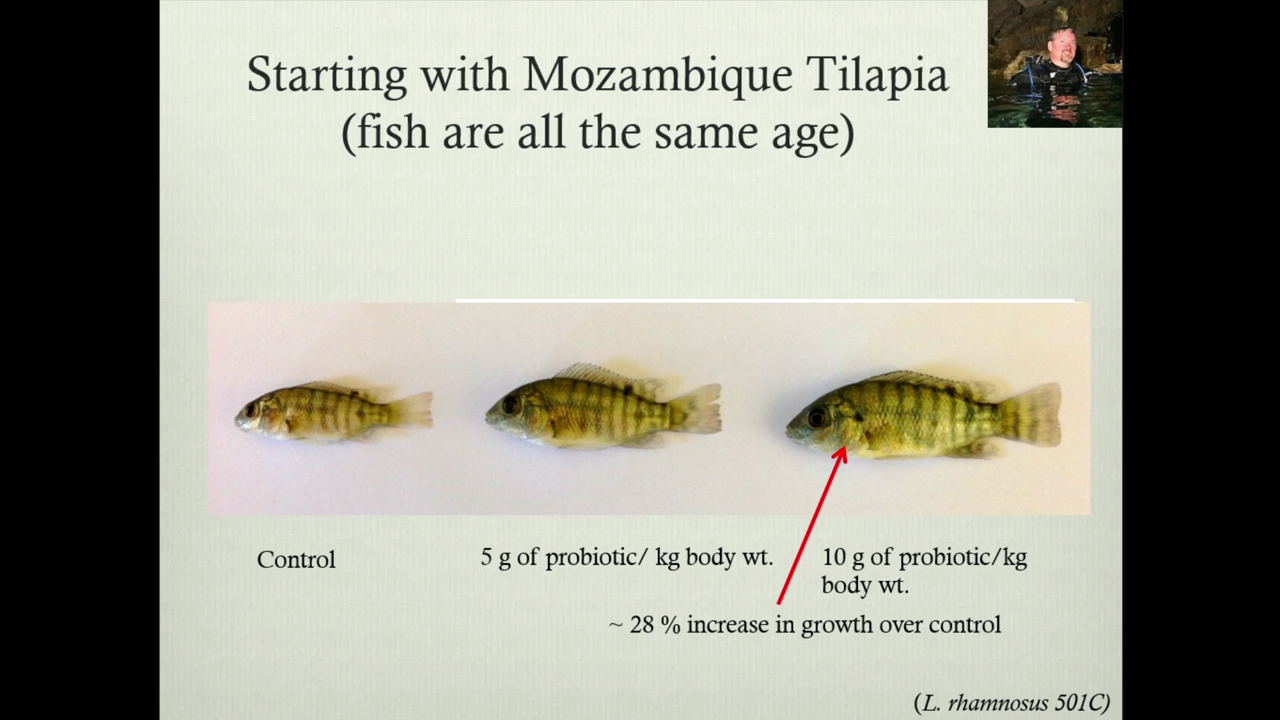 Starting with Mozambique Tilapia
(fish are all the same age)
Control
5 g of probiotic/ kg body wt.
10 g of probiotic/kg
body wt.
~ 28 % increase in growth over control
(L. rhamnosus 501C)